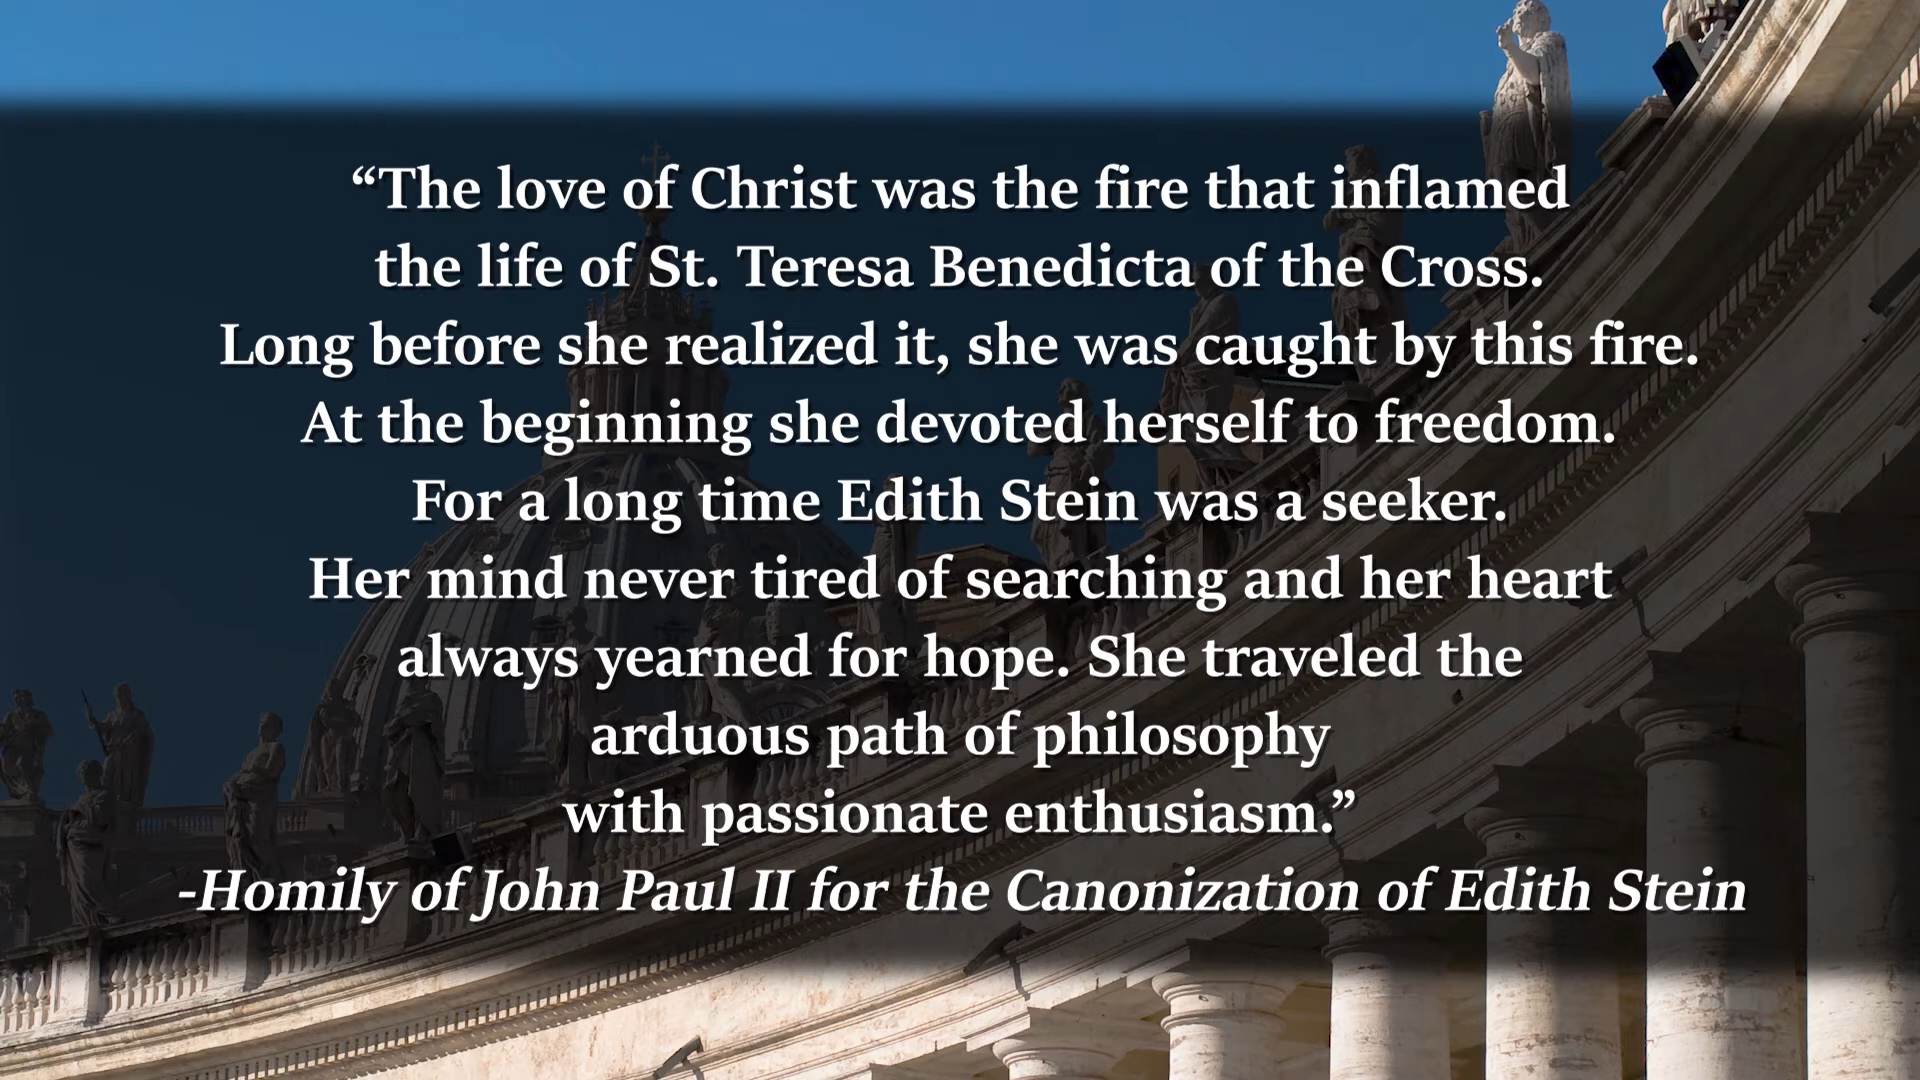 “The love of Christ was the fire that inflamed
the life of St. Teresa Benedicta of the Cross.
Long before she realized it, she was caught by this fire.
At the beginning she devoted herself to freedom.
For a long time Edith Stein was a seeker.
Her mind never tired of searching and her heart
always yearned for hope. She traveled the
arduous path of philosophy
with passionate enthusiasm.”
-Homily of John Paul II for the Canonization of Edith Stein